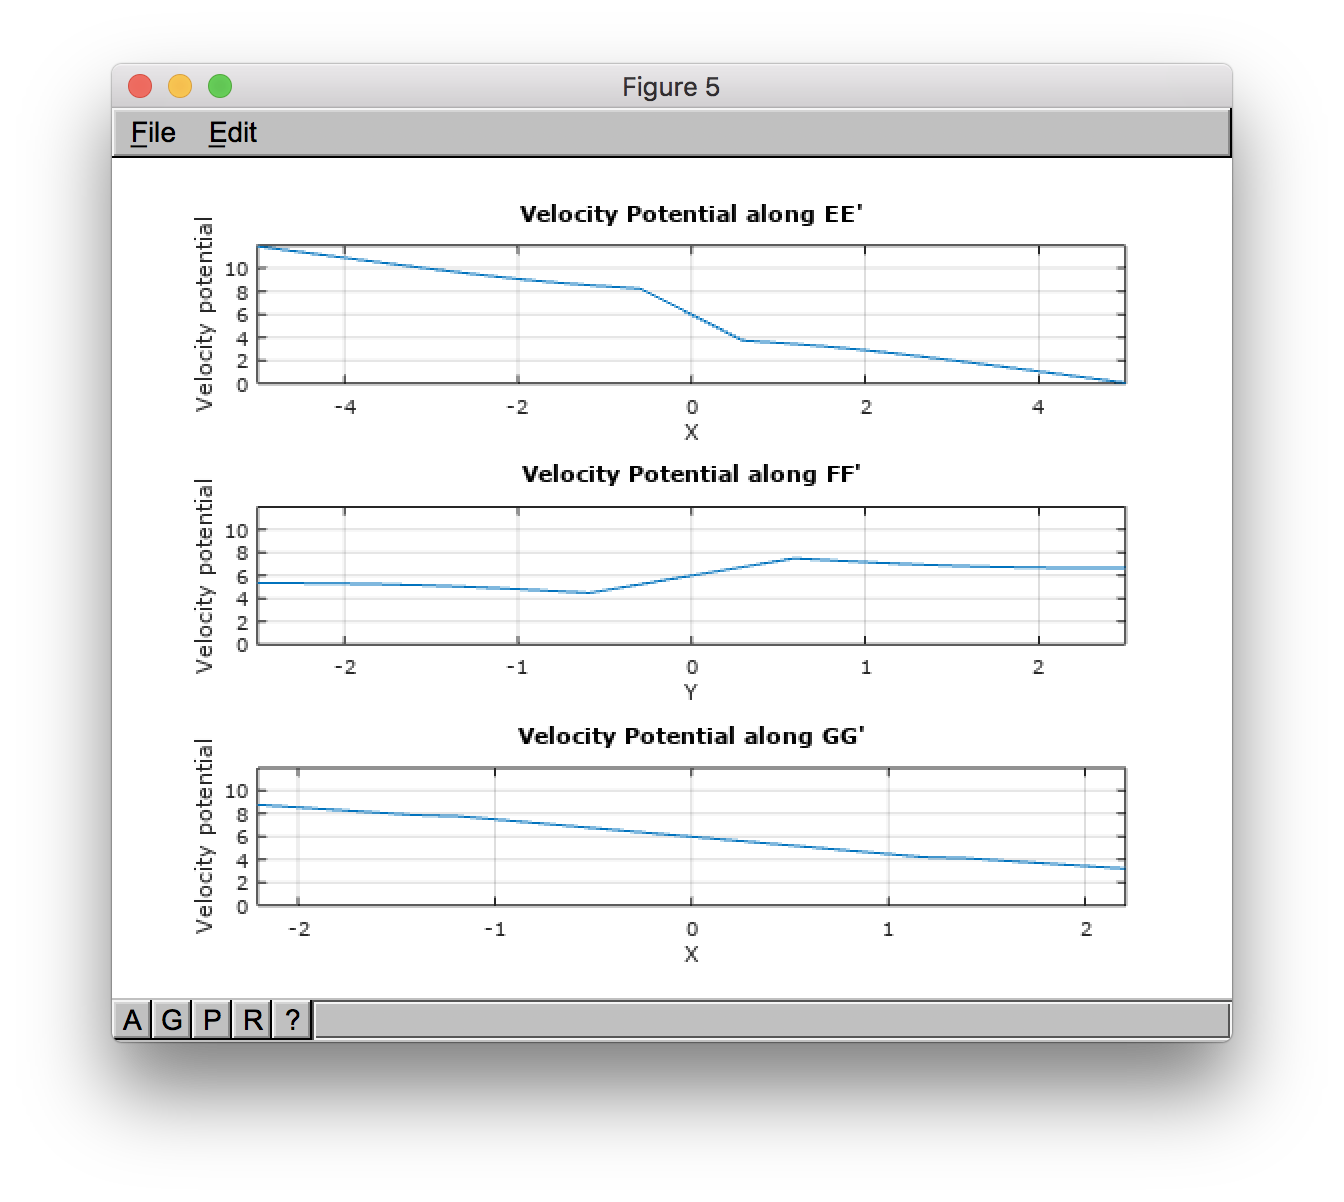 Figure 5
File Edit
Velocity Potential along EE'
Velocity potential
10
8
6
4
2
0
-4 -2 0 2 4
X
Velocity Potential along FF'
Velocity potential
10
8
6
4
2
0
-2 -1 0 1 2
Y
Velocity Potential along GG'
Velocity potential
10
8
6
4
2
0
-2 -1 0 1 2
X
A G P R ?